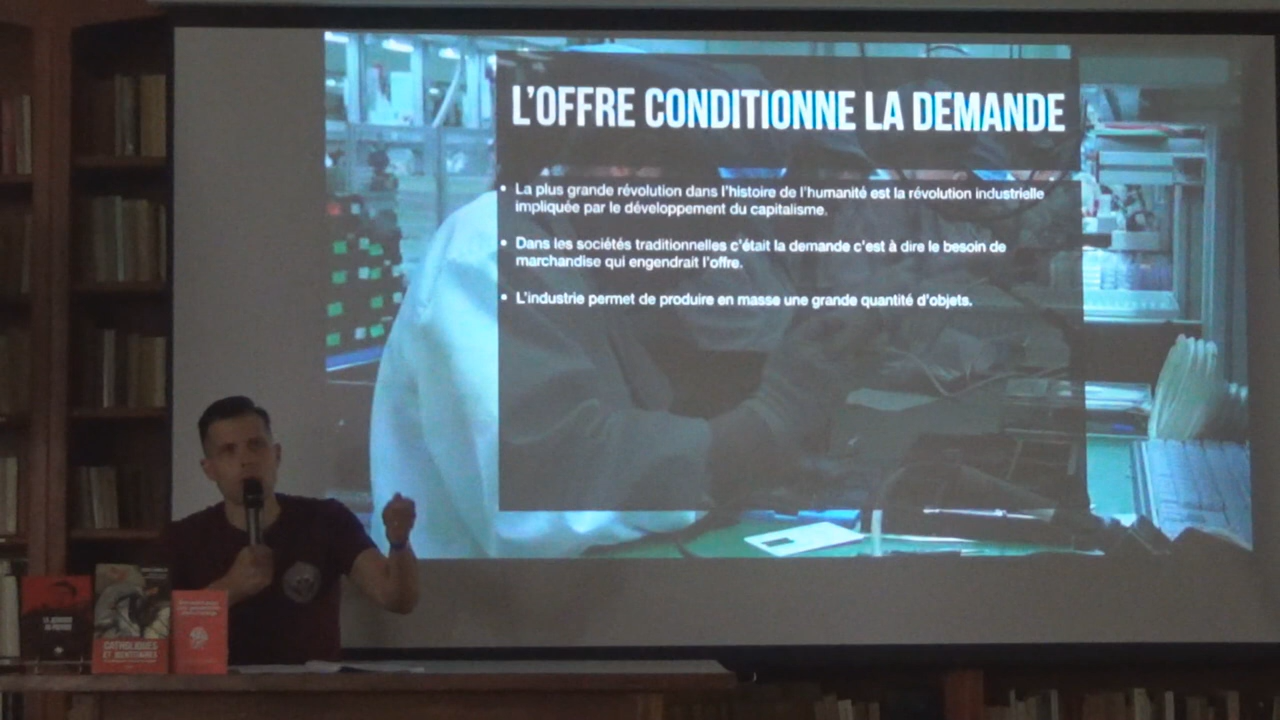 L'OFFRE CONDITIONNE LA DEMANDE
• La plus grande révolution dans l'histoire de l'humanité est la révolution industrielle
impliquée par le développement du capitalisme.
• Dans les sociétés traditionnelles c'était la demande c'est à dire le besoin de
marchandise qui engendrait l'offre.
• L'industrie permet de produire en masse une grande quantité d'objets.
CATHOLIQUES